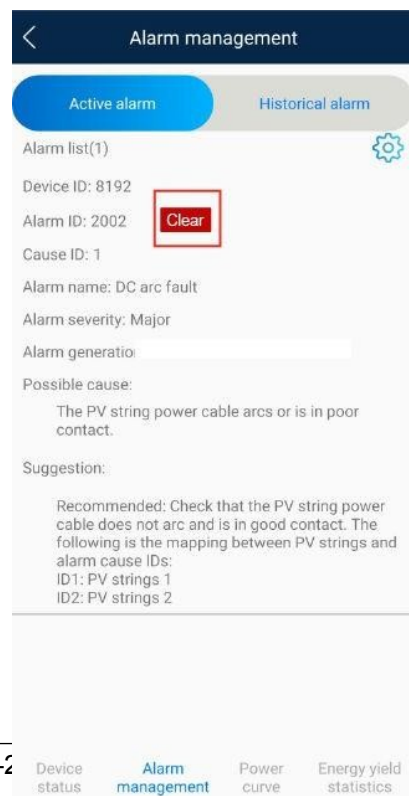 Alarm management
Active alarm
Historical alarm
Alarm list(1)
Device ID: 8192
Alarm ID: 2002
Clear
Cause ID: 1
Alarm name: DC arc fault
Alarm severity: Major
Alarm generatio
Possible cause:
The PV string power cable arcs or is in poor
contact.
Suggestion:
Recommended: Check that the PV string power
cable does not arc and is in good contact. The
following is the mapping between PV strings and
alarm cause IDs:
ID1: PV strings 1
ID2: PV strings 2
-2
Device
status
Alarm
management
Power
curve
Energy yield
statistics